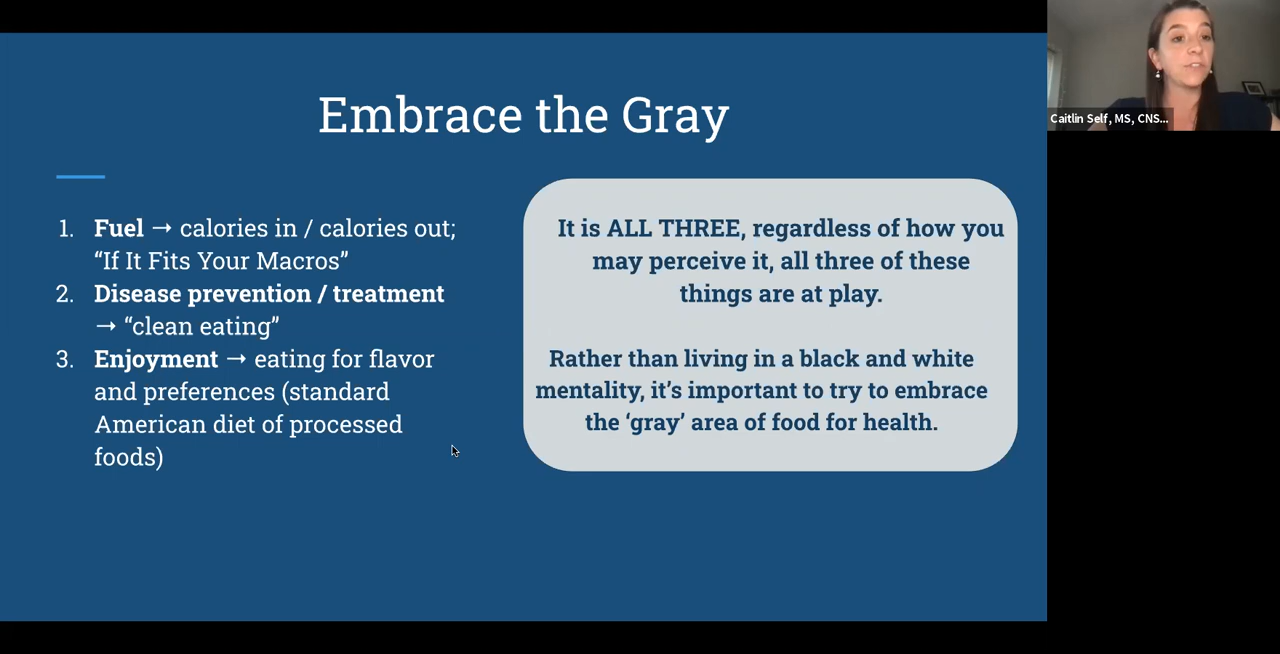 Embrace the Gray
1. Fuel → calories in / calories out;
“If It Fits Your Macros”
2. Disease prevention / treatment
→ “clean eating”
3. Enjoyment → eating for flavor
and preferences (standard
American diet of processed
foods)
It is ALL THREE, regardless of how you
may perceive it, all three of these
things are at play.
Rather than living in a black and white
mentality, it’s important to try to embrace
the ‘gray’ area of food for health.
Caitlin Self, MS, CNS...